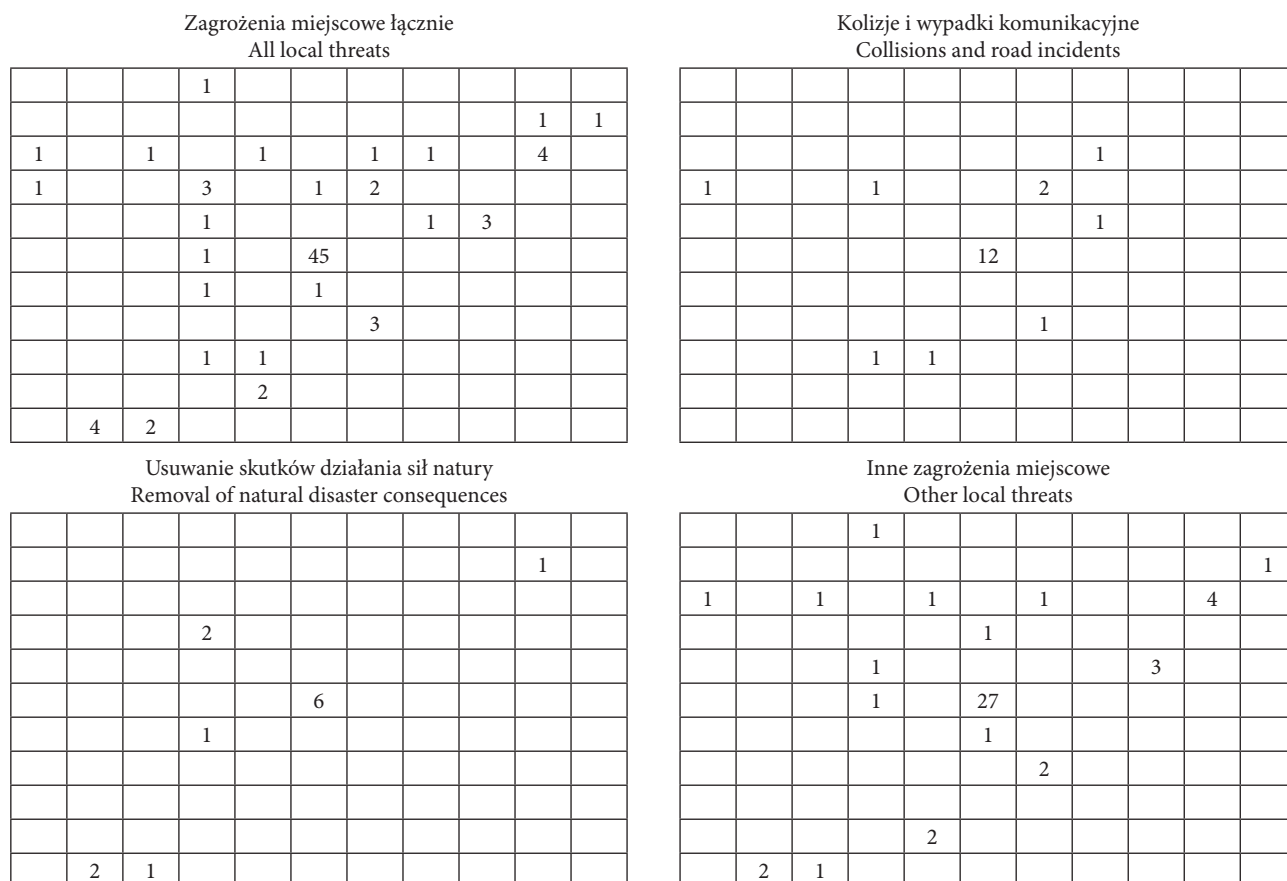 Zagrożenia miejscowe łącznie
All local threats
1
1 1
1 1 1 1 1 4
1 3 1 2
1 1 3
1 45
1 1
3
1 1
2
4 2
Kolizje i wypadki komunikacyjne
Collisions and road incidents
1
1 1 2
1
12
1
1 1
Usuwanie skutków działania sił natury
Removal of natural disaster consequences
1
2
6
1
2 1
Inne zagrożenia miejscowe
Other local threats
1
1
1 1 1 1 4
1
1 3
1 27
1
2
2
2 1